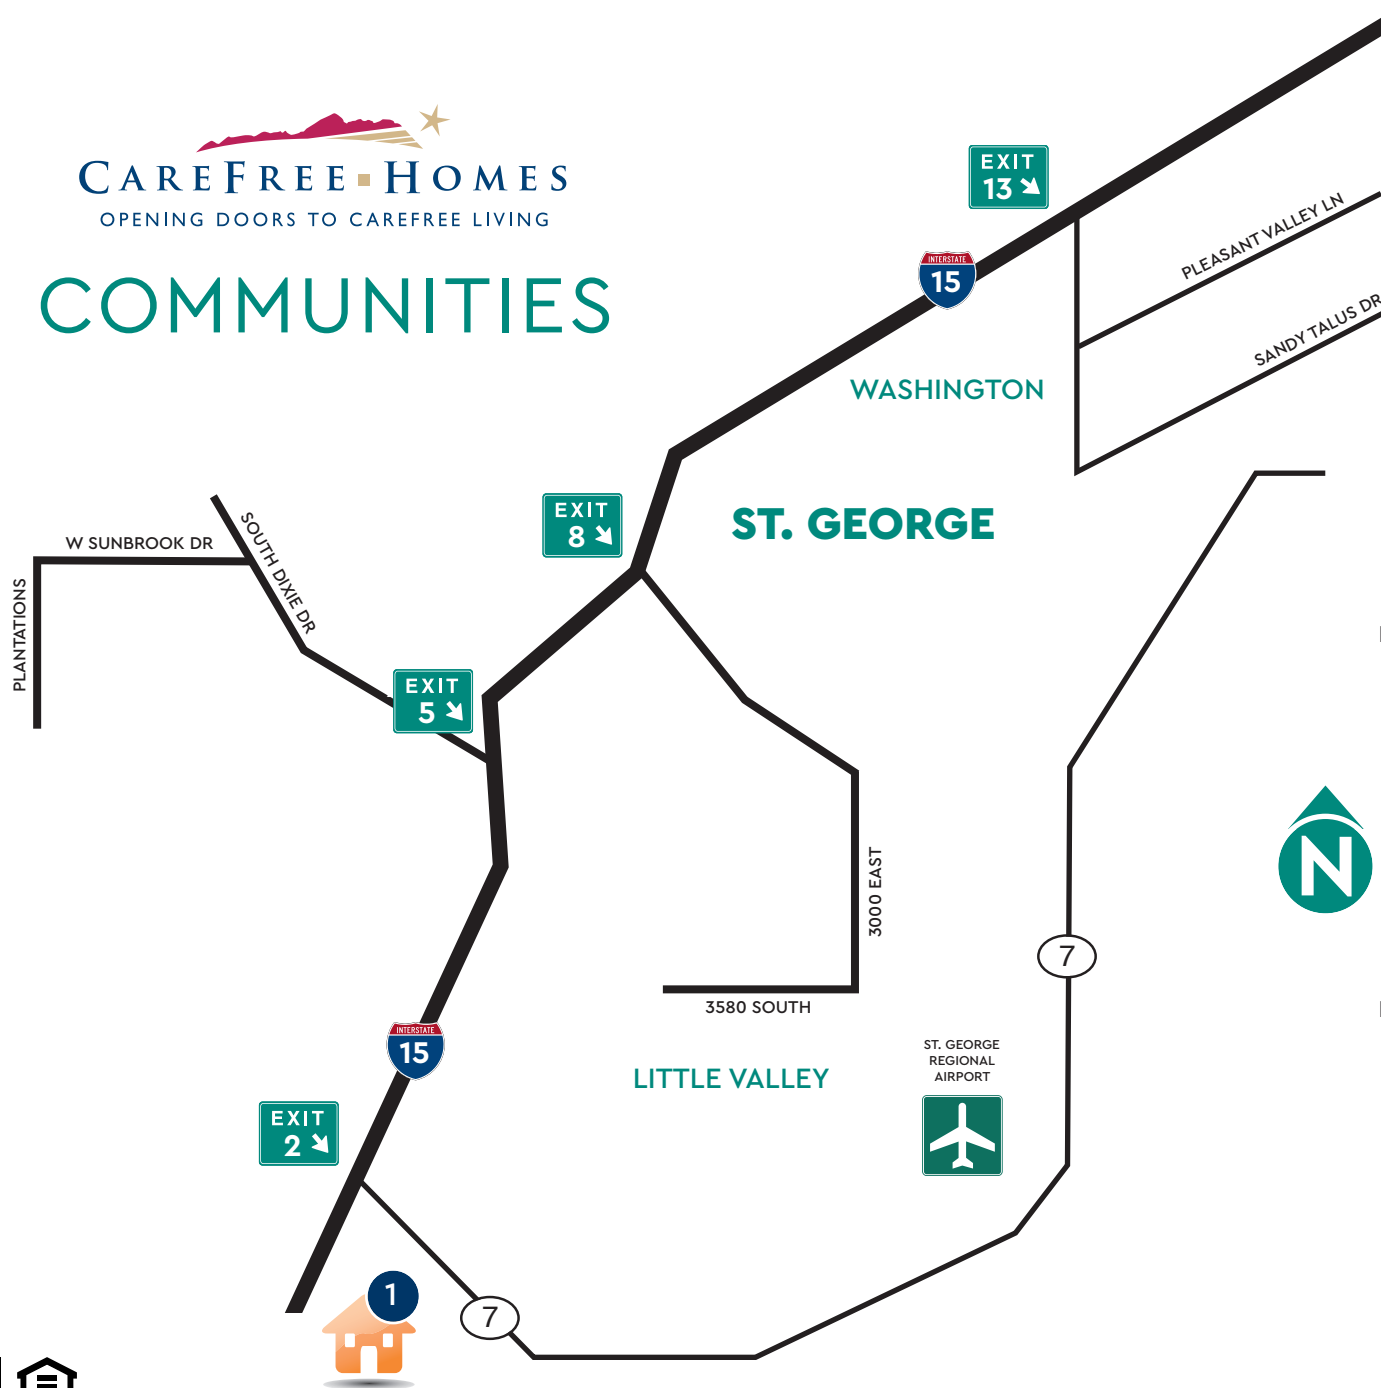 CAREFREE HOMES
OPENING DOORS TO CAREFREE LIVING
COMMUNITIES
EXIT
13
INTERSTATE
15
PLEASANT VALLEY LN
SANDY TALUS DR
WASHINGTON
ST. GEORGE
EXIT
8
W SUNBROOK DR
SOUTH DIXIE DR
PLANTATIONS
EXIT
5
3000 EAST
3580 SOUTH
N
7
INTERSTATE
15
ST. GEORGE
REGIONAL
AIRPORT
LITTLE VALLEY
EXIT
2
1
7